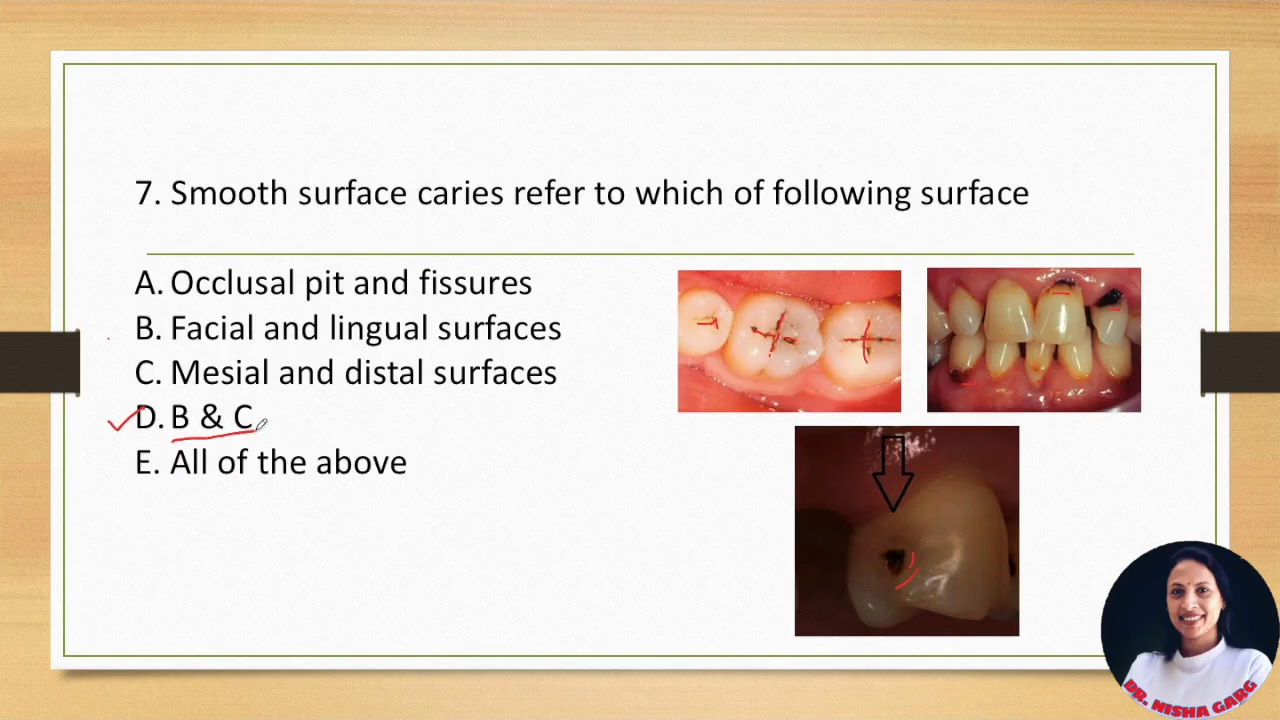 7. Smooth surface caries refer to which of following surface
A. Occlusal pit and fissures
B. Facial and lingual surfaces
C. Mesial and distal surfaces
D. B & C
E. All of the above
DR. NISHA GARG